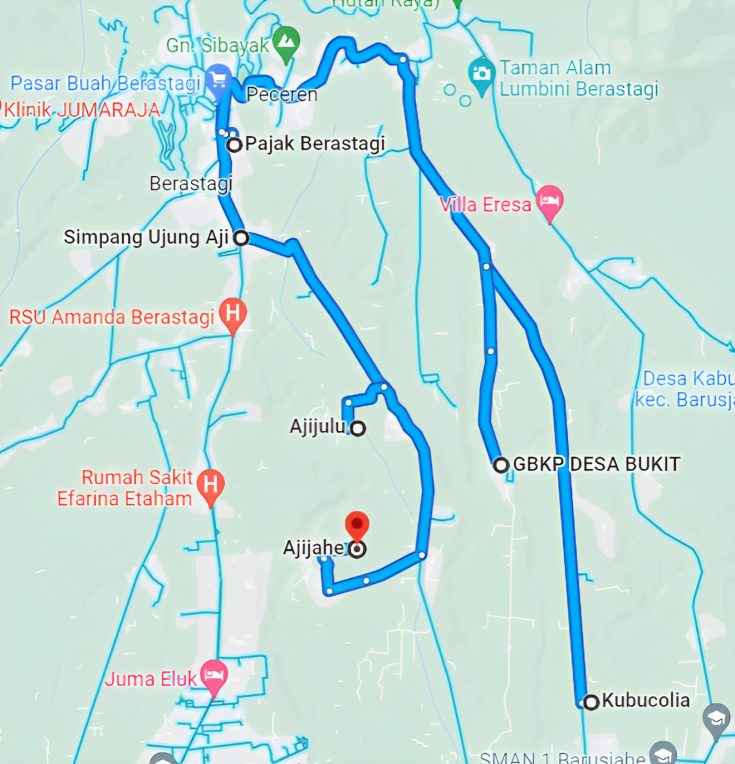 Hutan Raya)
Gn. Sibayak
Taman Alam
Lumbini Berastagi
Pasar Buah Berastagi
Peceren
Klinik JUMARAJA
Pajak Berastagi
Berastagi
Villa Eresa
Simpang Ujung Aji
RSU Amanda Berastagi
H
Desa Kabu
kec. Barusja
Ajijulu
GBKP DESA BUKIT
Rumah Sakit
Efarina Etaham
H
Ajijahe
Juma Eluk
Kubucolia
SMAN 1 Barusjahe